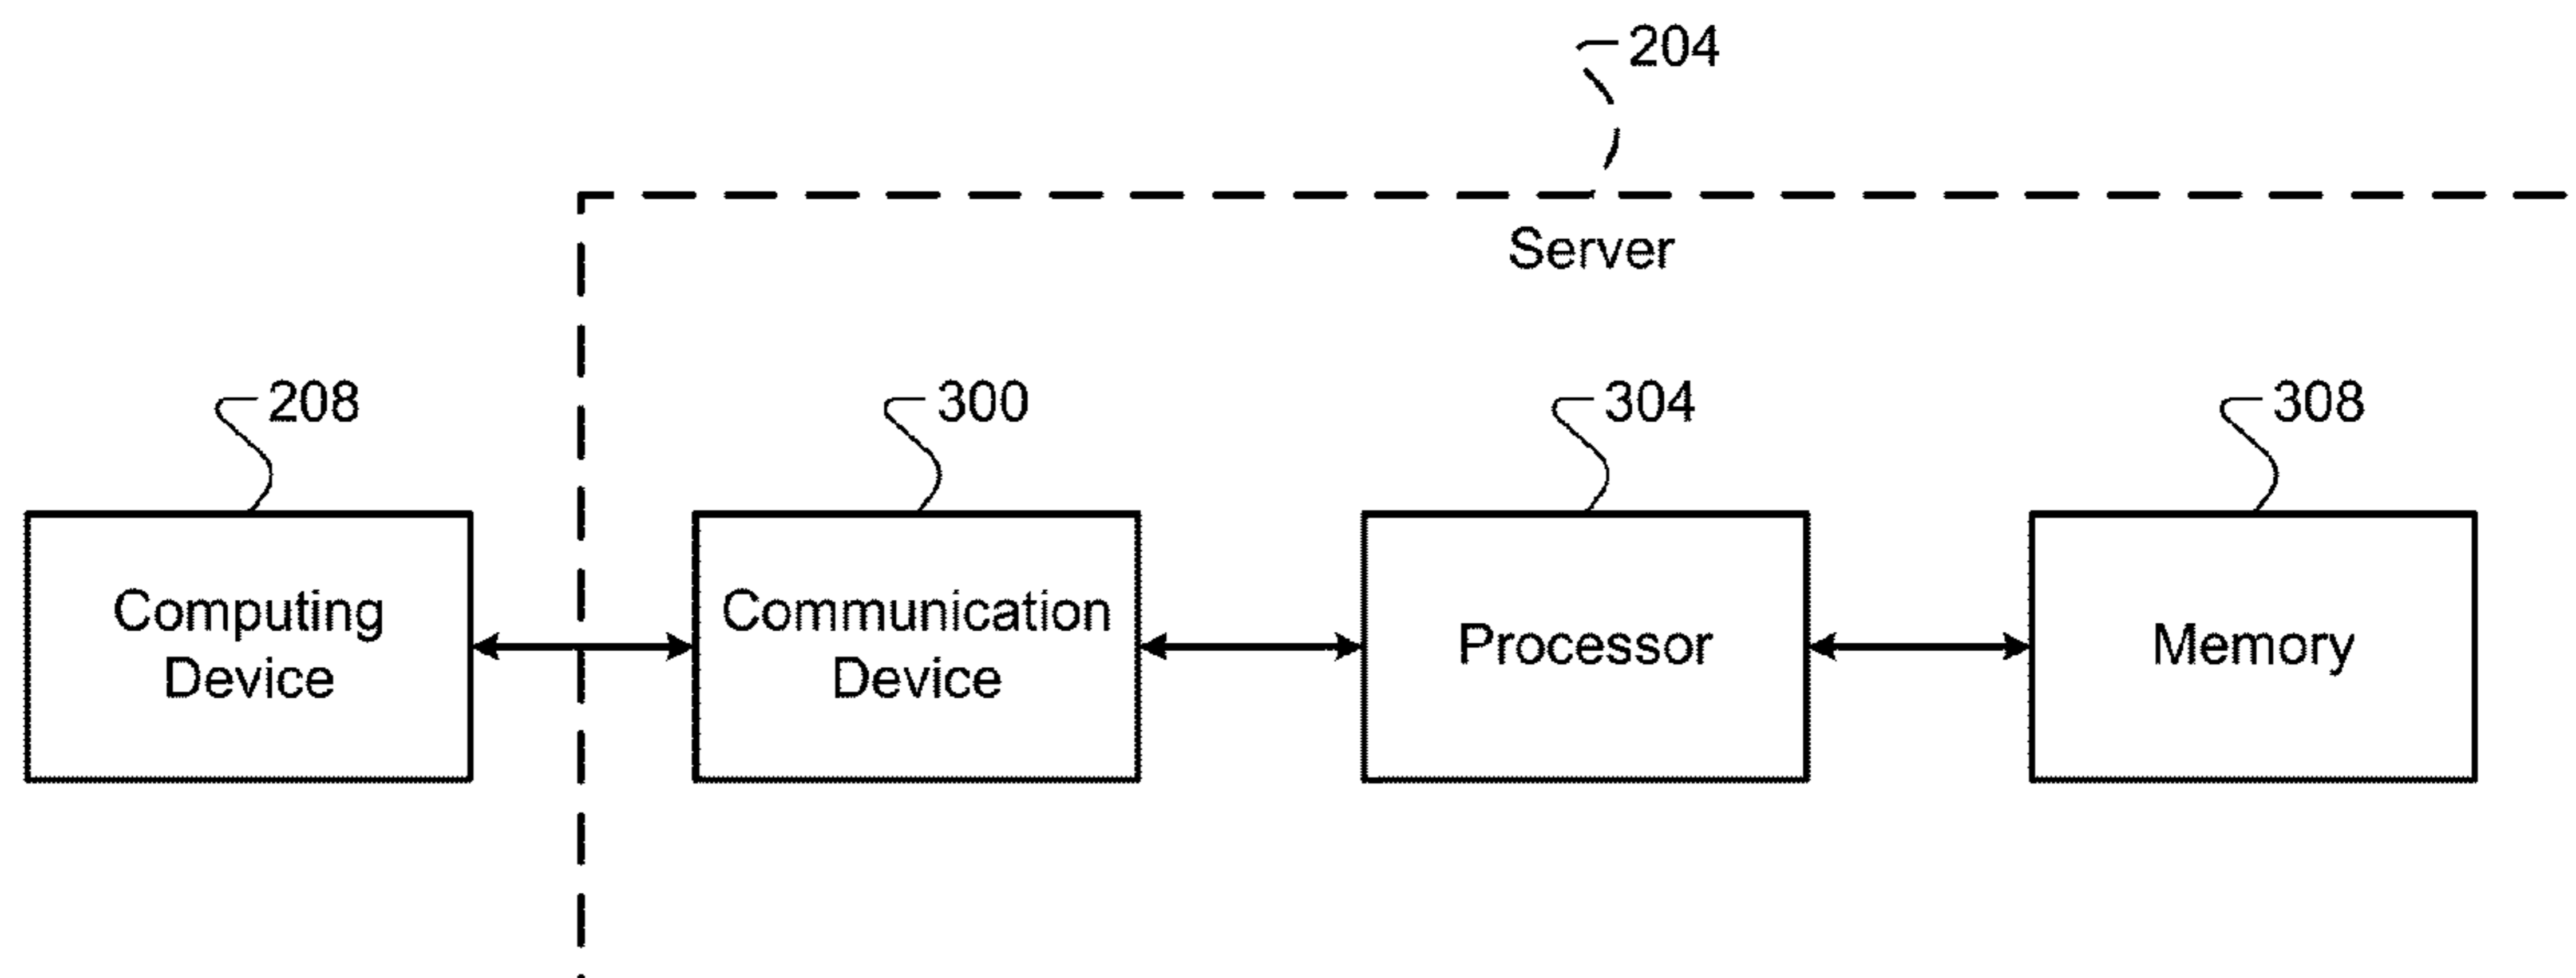 204
Server
208
300
304
308
Computing
Device
Communication
Device
Processor
Memory